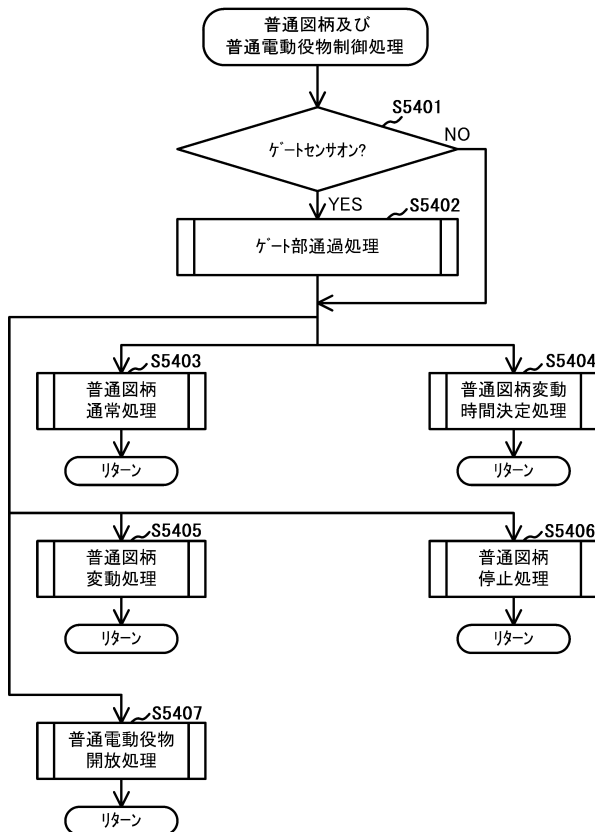 普通図柄及び
普通電動役物制御処理
S5401
ｹﾞｰﾄｾﾝｻｵﾝ?
NO
YES
S5402
ｹﾞｰﾄ部通過処理
S5403
普通図柄
通常処理
S5404
普通図柄変動
時間決定処理
ﾘﾀｰﾝ
ﾘﾀｰﾝ
S5405
普通図柄
変動処理
S5406
普通図柄
停止処理
ﾘﾀｰﾝ
ﾘﾀｰﾝ
S5407
普通電動役物
開放処理
ﾘﾀｰﾝ